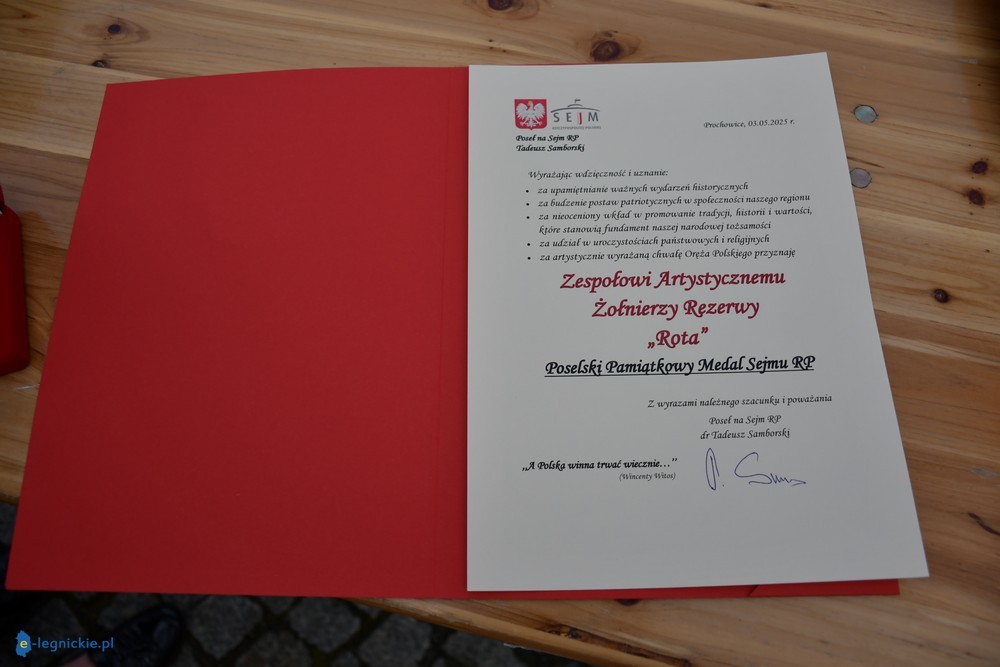 SEJM
RZECZYPOSPOLITEJ POLSKIEJ
Poseł na Sejm RP
Tadeusz Samborski
Prochowice, 03.05.2025 r.
Wyrażając wdzięczność i uznanie:
• za upamiętnianie ważnych wydarzeń historycznych
• za budzenie postaw patriotycznych w społeczności naszego regionu
• za nieoceniony wkład w promowanie tradycji, historii i wartości,
które stanowią fundament naszej narodowej tożsamości
• za udział w uroczystościach państwowych i religijnych
• za artystycznie wyrażaną chwałę Oręża Polskiego przyznaję
Zespołowi Artystycznemu
Żołnierzy Rezerwy
„Rota”
Poselski Pamiątkowy Medal Sejmu RP
Z wyrazami należnego szacunku i poważania
Poseł na Sejm RP
dr Tadeusz Samborski
„A Polska winna trwać wiecznie…”
(Wincenty Witos)
e-legnickie.pl